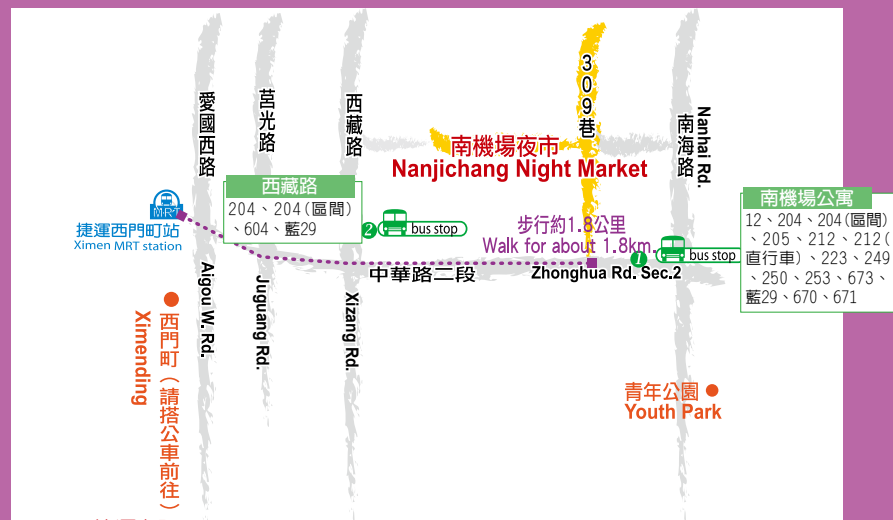 愛國西路
莒光路
西藏路
309巷
南海路
Nanhai Rd.
南機場夜市
Nanjichang Night Market
西藏路
204、204(區間)
、604、藍29
MRT
捷運西門町站
Ximen MRT station
2
bus stop
步行約1.8公里
Walk for about 1.8km.
1
bus stop
南機場公寓
12、204、204(區間)
、205、212、212(
直行車)、223、249
、250、253、673、
藍29、670、671
中華路二段
Zhonghua Rd. Sec.2
Aigou W. Rd.
Juguang Rd.
Xizang Rd.
西門町（請搭公車前往）
Ximending
青年公園
Youth Park